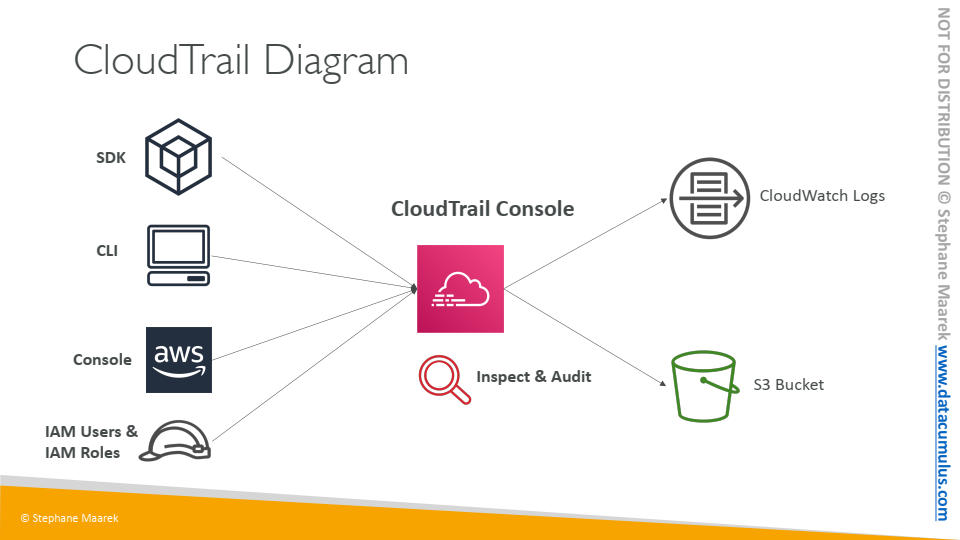 CloudTrail Diagram
SDK
CLI
Console
aws
IAM Users &
IAM Roles
CloudTrail Console
Inspect & Audit
CloudWatch Logs
S3 Bucket
© Stephane Maarek
NOT FOR DISTRIBUTION © Stephane Maarek www.datacumulus.com